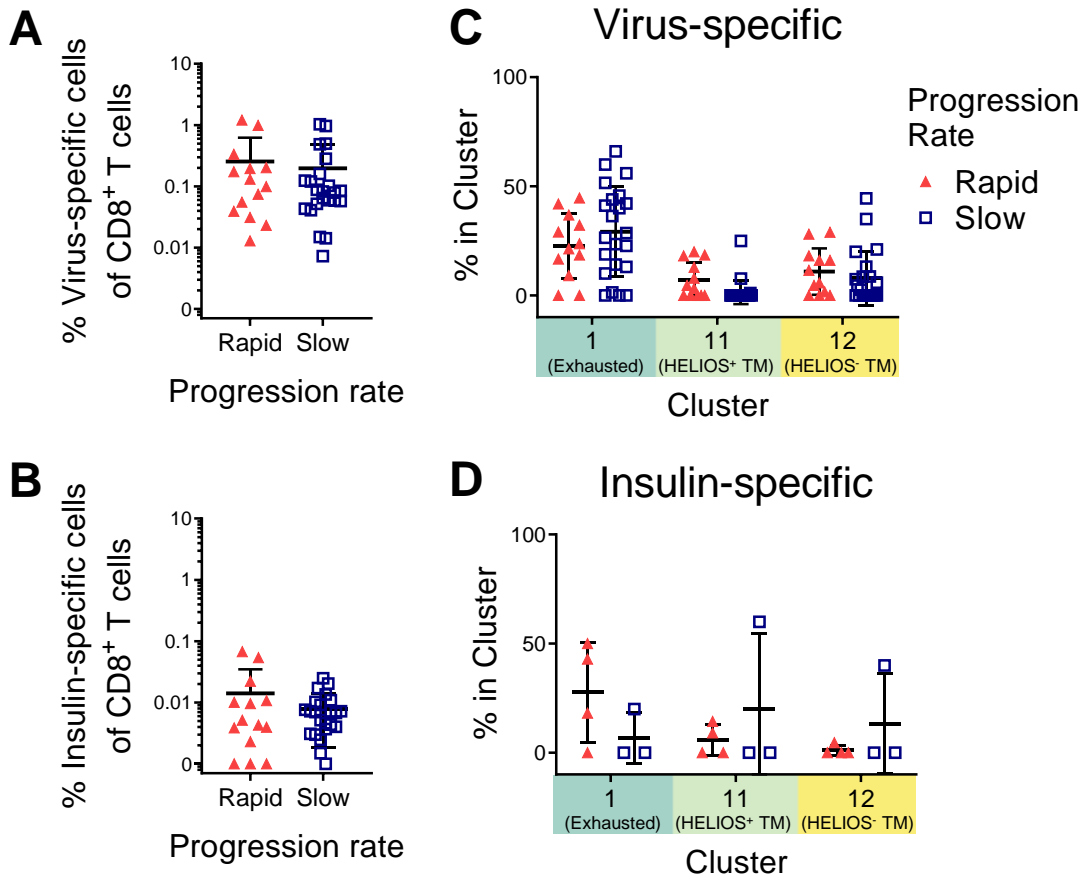 A
% Virus-specific cells
of CD8⁺ T cells
10
1
0.1
0.01
0
Rapid Slow
Progression rate
C
Virus-specific
% in Cluster
100
50
0
1 11 12
(Exhausted) (HELIOS⁺ TM) (HELIOS⁻ TM)
Cluster
Progression
Rate
Rapid
Slow
B
% Insulin-specific cells
of CD8⁺ T cells
10
1
0.1
0.01
0
Rapid Slow
Progression rate
D
Insulin-specific
% in Cluster
100
50
0
1 11 12
(Exhausted) (HELIOS⁺ TM) (HELIOS⁻ TM)
Cluster